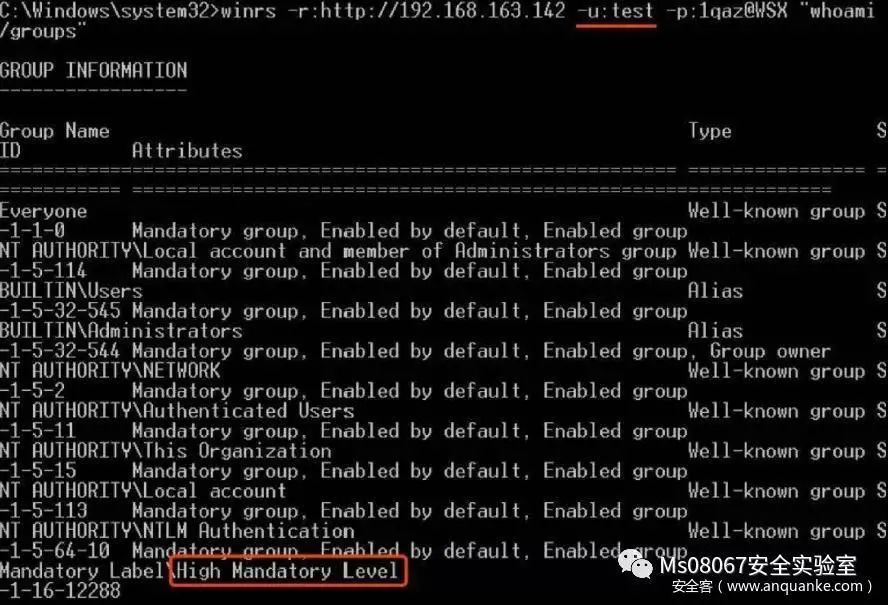 C:\Windows\system32>winrs -r:http://192.168.163.142 -u:test -p:1qaz@WSX "whoami
/groups"
GROUP INFORMATION
-----------------
Group Name Type S
ID Attributes
================================================================ ================ =
=========== ===============================================================
Everyone Well-known group S
-1-1-0 Mandatory group, Enabled by default, Enabled group
NT AUTHORITY\Local account and member of Administrators group Well-known group S
-1-5-114 Mandatory group, Enabled by default, Enabled group
BUILTIN\Users Alias S
-1-5-32-545 Mandatory group, Enabled by default, Enabled group
BUILTIN\Administrators Alias S
-1-5-32-544 Mandatory group, Enabled by default, Enabled group, Group owner
NT AUTHORITY\NETWORK Well-known group S
-1-5-2 Mandatory group, Enabled by default, Enabled group
NT AUTHORITY\Authenticated Users Well-known group S
-1-5-11 Mandatory group, Enabled by default, Enabled group
NT AUTHORITY\This Organization Well-known group S
-1-5-15 Mandatory group, Enabled by default, Enabled group
NT AUTHORITY\Local account Well-known group S
-1-5-113 Mandatory group, Enabled by default, Enabled group
NT AUTHORITY\NTLM Authentication Well-known group S
-1-5-64-10 Mandatory group, Enabled by default, Enabled group
Mandatory Label\High Mandatory Level
-1-16-12288
Ms08067安全实验室
安全客（www.anquanke.com）